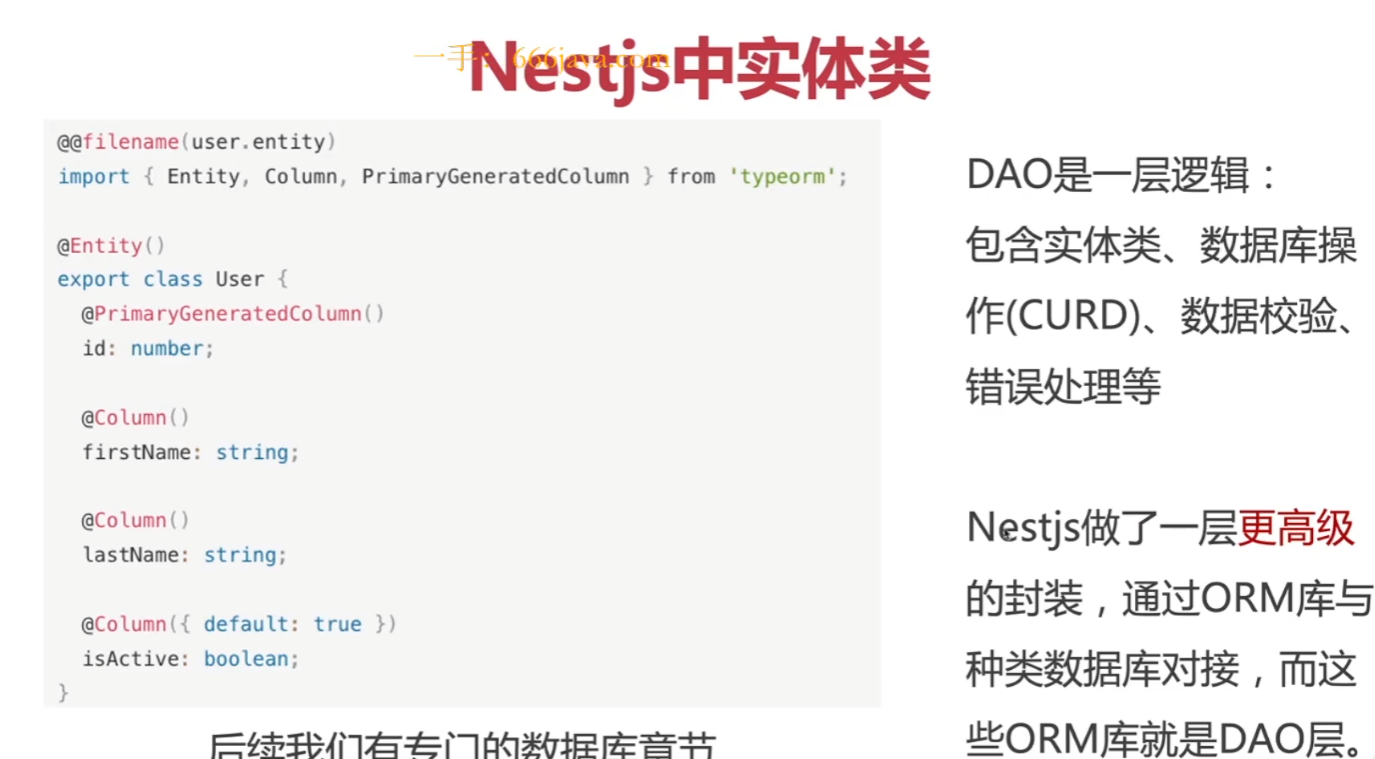 Nestjs中实体类
一手：666java.com
@@filename(user.entity)
import { Entity, Column, PrimaryGeneratedColumn } from 'typeorm';
@Entity()
export class User {
@PrimaryGeneratedColumn()
id: number;
@Column()
firstName: string;
@Column()
lastName: string;
@Column({ default: true })
isActive: boolean;
}
后续我们有专门的数据库章节
DAO是一层逻辑：
包含实体类、数据库操
作(CURD)、数据校验、
错误处理等
Nestjs做了一层更高级
的封装，通过ORM库与
种类数据库对接，而这
些ORM库就是DAO层。